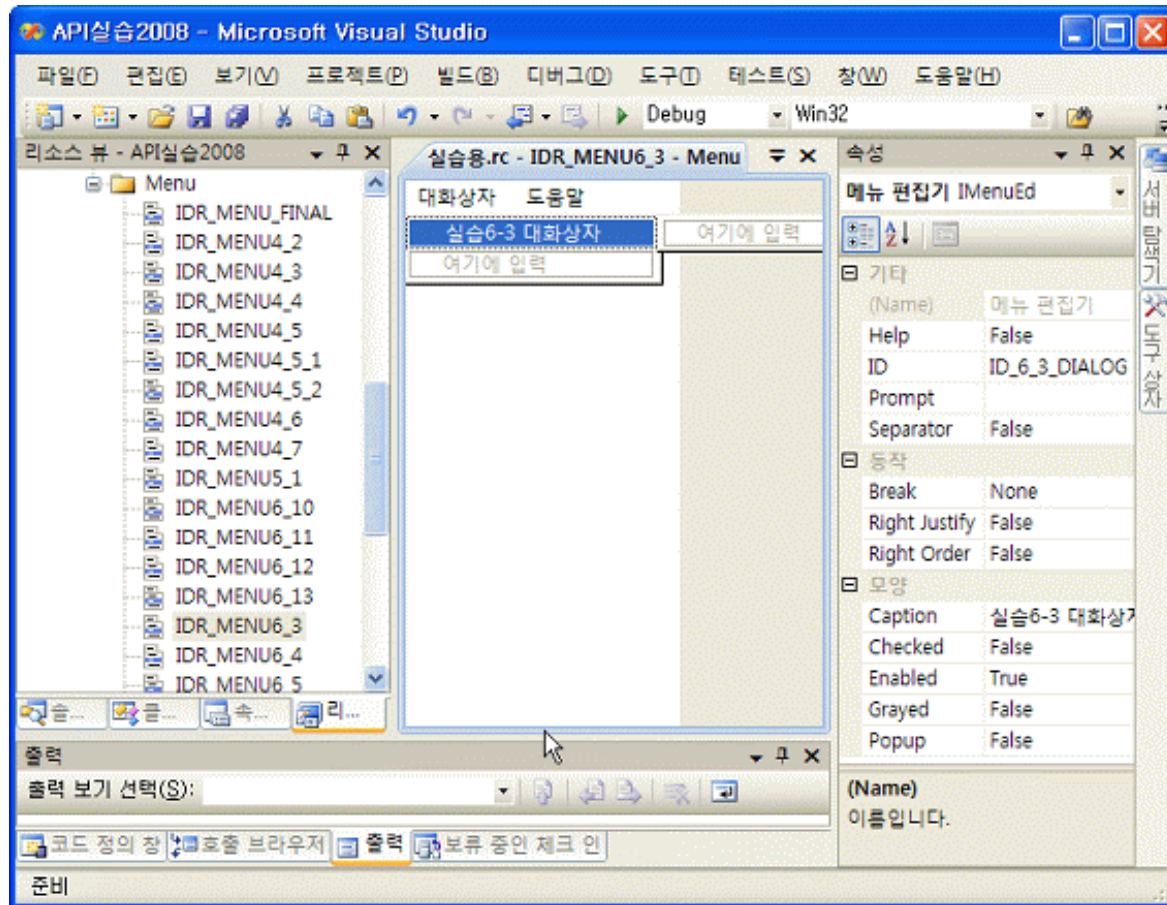 API실습2008 - Microsoft Visual Studio
파일(F) 편집(E) 보기(V) 프로젝트(P) 빌드(B) 디버그(D) 도구(T) 테스트(S) 창(W) 도움말(H)
Debug Win32
리소스 뷰 - API실습2008
Menu
IDR_MENU_FINAL
IDR_MENU4_2
IDR_MENU4_3
IDR_MENU4_4
IDR_MENU4_5
IDR_MENU4_5_1
IDR_MENU4_5_2
IDR_MENU4_6
IDR_MENU4_7
IDR_MENU5_1
IDR_MENU6_10
IDR_MENU6_11
IDR_MENU6_12
IDR_MENU6_13
IDR_MENU6_3
IDR_MENU6_4
IDR_MENU6_5
솔... 클... 속... 리...
실습용.rc - IDR_MENU6_3 - Menu
대화상자 도움말
실습6-3 대화상자 여기에 입력
여기에 입력
속성
메뉴 편집기 IMenuEd
기타
(Name) 메뉴 편집기
Help False
ID ID_6_3_DIALOG
Prompt
Separator False
동작
Break None
Right Justify False
Right Order False
모양
Caption 실습6-3 대화상자
Checked False
Enabled True
Grayed False
Popup False
(Name)
이름입니다.
서버 탐색기
도구 상자
출력
출력 보기 선택(S):
코드 정의 창 호출 브라우저 출력 보류 중인 체크 인
준비